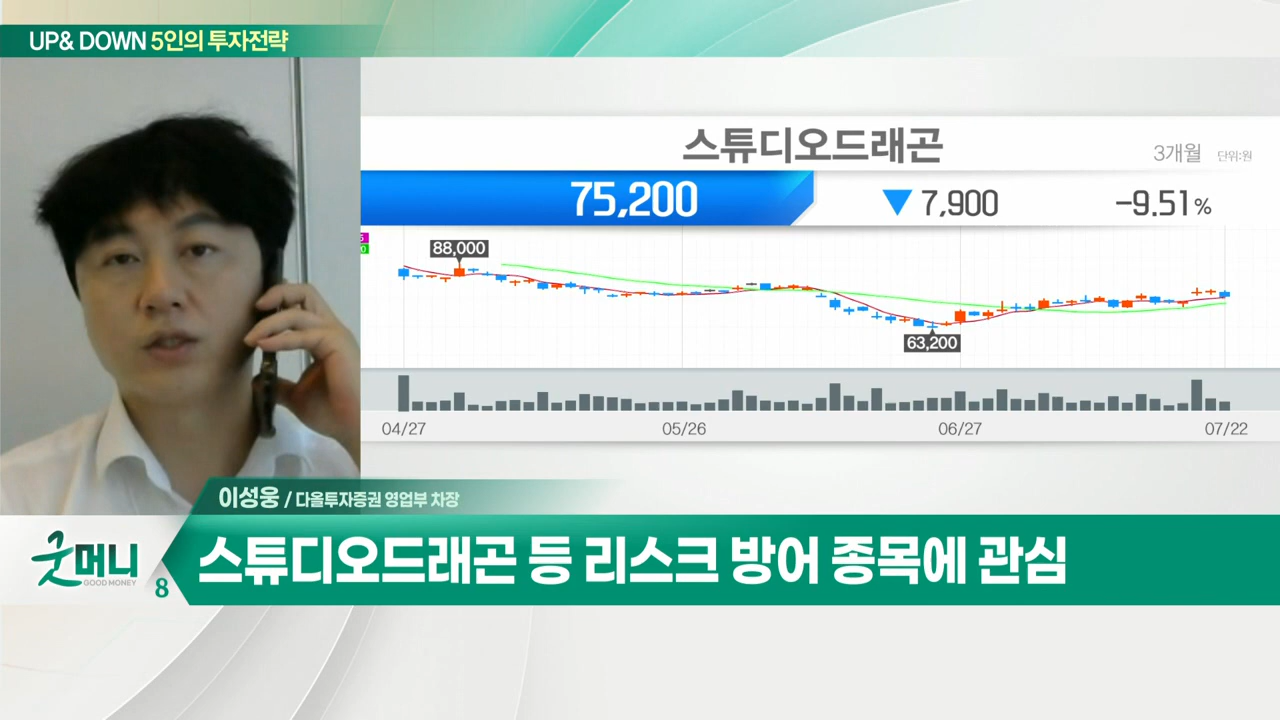 UP& DOWN 5인의 투자전략
스튜디오드래곤
3개월 단위:원
75,200 ▼ 7,900 -9.51%
88,000
63,200
04/27 05/26 06/27 07/22
이성웅 / 다올투자증권 영업부 차장
굿머니
GOOD MONEY
8
스튜디오드래곤 등 리스크 방어 종목에 관심